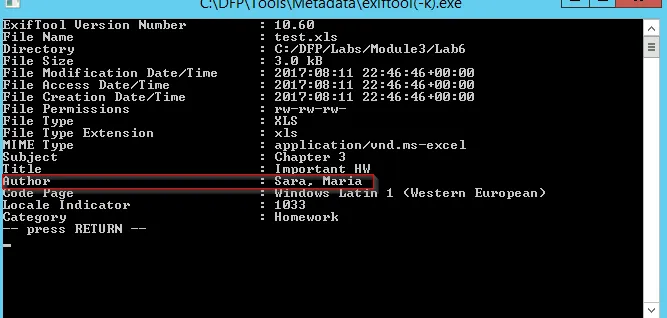 C:\DFP\Tools\Metadata\exiftool(-k).exe
ExifTool Version Number : 10.60
File Name : test.xls
Directory : C:/DFP/Labs/Module3/Lab6
File Size : 3.0 kB
File Modification Date/Time : 2017:08:11 22:46:46+00:00
File Access Date/Time : 2017:08:11 22:46:46+00:00
File Creation Date/Time : 2017:08:11 22:46:46+00:00
File Permissions : rw-rw-rw-
File Type : XLS
File Type Extension : xls
MIME Type : application/vnd.ms-excel
Subject : Chapter 3
Title : Important HW
Author : Sara, Maria
Code Page : Windows Latin 1 (Western European)
Locale Indicator : 1033
Category : Homework
-- press RETURN --